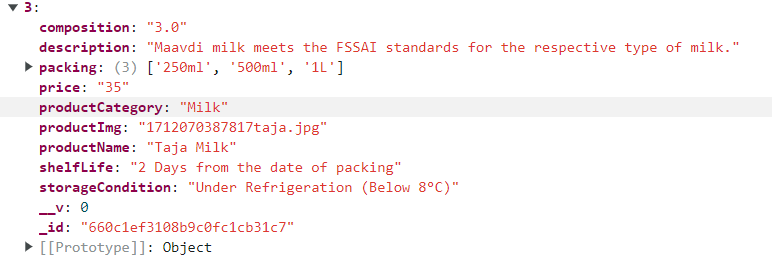 3:
composition: "3.0"
description: "Maavdi milk meets the FSSAI standards for the respective type of milk."
packing: (3) ['250ml', '500ml', '1L']
price: "35"
productCategory: "Milk"
productImg: "1712070387817taja.jpg"
productName: "Taja Milk"
shelfLife: "2 Days from the date of packing"
storageCondition: "Under Refrigeration (Below 8°C)"
__v: 0
_id: "660c1ef3108b9c0fc1cb31c7"
[[Prototype]]: Object